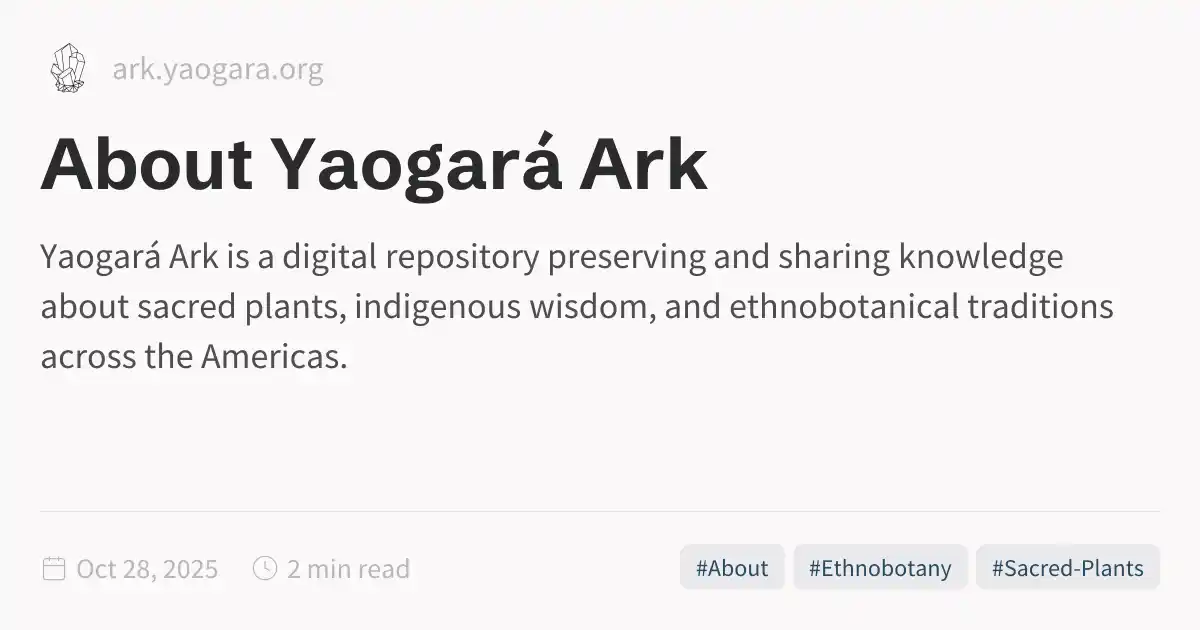 ark.yaogara.org
About Yaogará Ark
Yaogará Ark is a digital repository preserving and sharing knowledge
about sacred plants, indigenous wisdom, and ethnobotanical traditions
across the Americas.
Oct 28, 2025 2 min read #About #Ethnobotany #Sacred-Plants